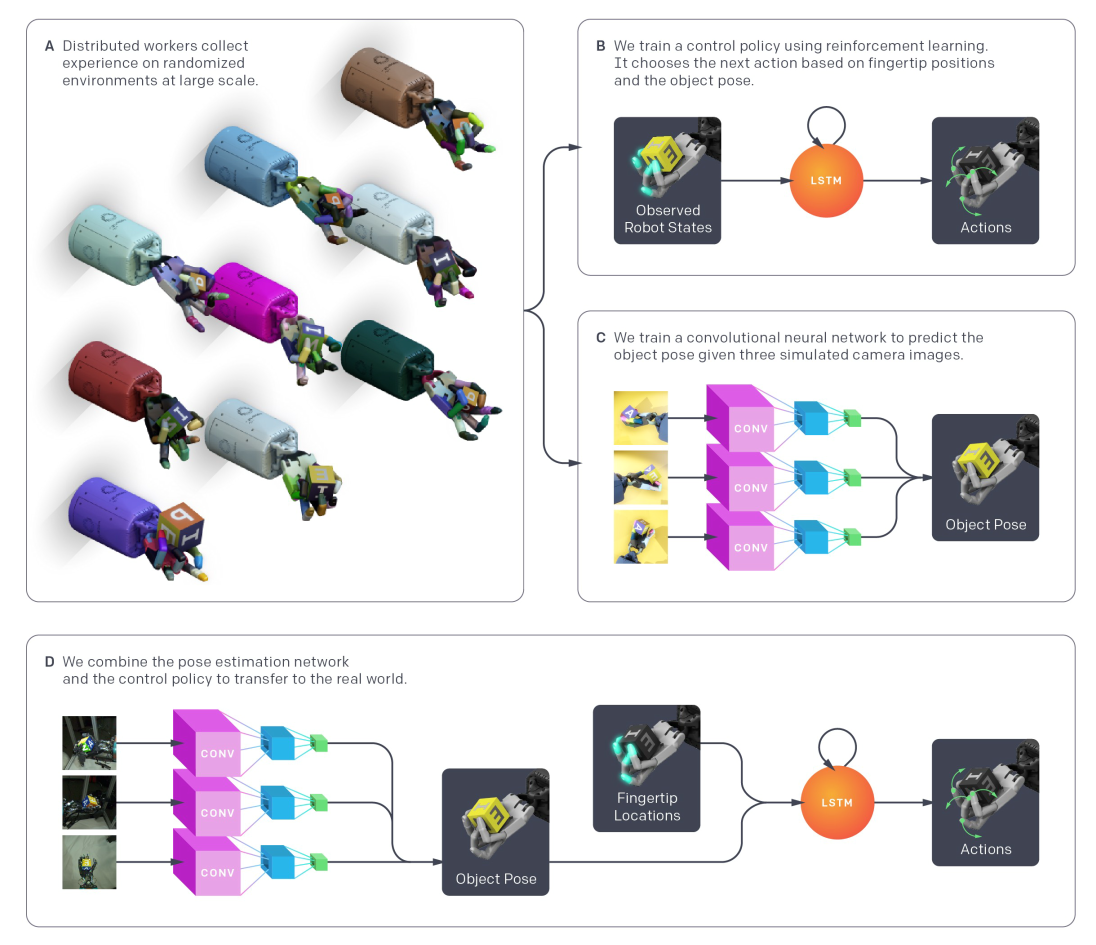 A Distributed workers collect
experience on randomized
environments at large scale.
B We train a control policy using reinforcement learning.
It chooses the next action based on fingertip positions
and the object pose.
Observed
Robot States
LSTM
Actions
C We train a convolutional neural network to predict the
object pose given three simulated camera images.
CONV
CONV
CONV
Object Pose
D We combine the pose estimation network
and the control policy to transfer to the real world.
CONV
CONV
CONV
Object Pose
Fingertip
Locations
LSTM
Actions